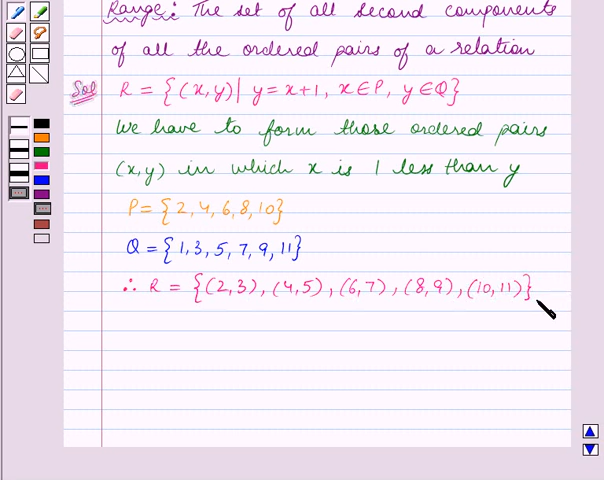 Range: The set of all second components
of all the ordered pairs of a relation
Sol R = {(x,y)| y = x+1, x∈P, y∈Q}
We have to form those ordered pairs
(x,y) in which x is 1 less than y
P = {2,4,6,8,10}
Q = {1,3,5,7,9,11}
∴ R = {(2,3), (4,5), (6,7), (8,9), (10,11)}